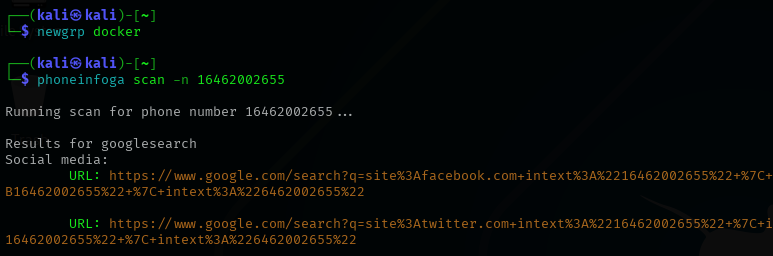 ┌──(kali㉿kali)-[~]
└─$ newgrp docker
┌──(kali㉿kali)-[~]
└─$ phoneinfoga scan -n 16462002655
Running scan for phone number 16462002655...
Results for googlesearch
Social media:
URL: https://www.google.com/search?q=site%3Afacebook.com+intext%3A%2216462002655%22+%7C+
B16462002655%22+%7C+intext%3A%226462002655%22
URL: https://www.google.com/search?q=site%3Atwitter.com+intext%3A%2216462002655%22+%7C+i
16462002655%22+%7C+intext%3A%226462002655%22